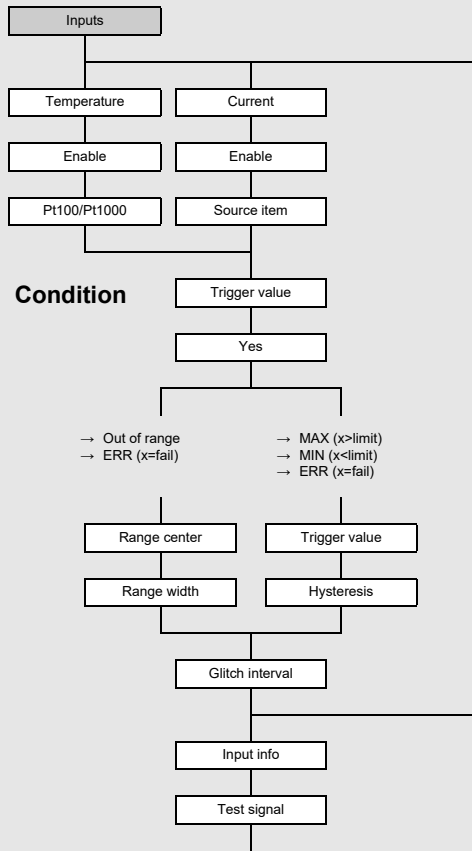 Inputs
Temperature
Current
Enable
Enable
Pt100/Pt1000
Source item
Condition
Trigger value
Yes
→ Out of range
→ ERR (x=fail)
→ MAX (x>limit)
→ MIN (x<limit)
→ ERR (x=fail)
Range center
Trigger value
Range width
Hysteresis
Glitch interval
Input info
Test signal